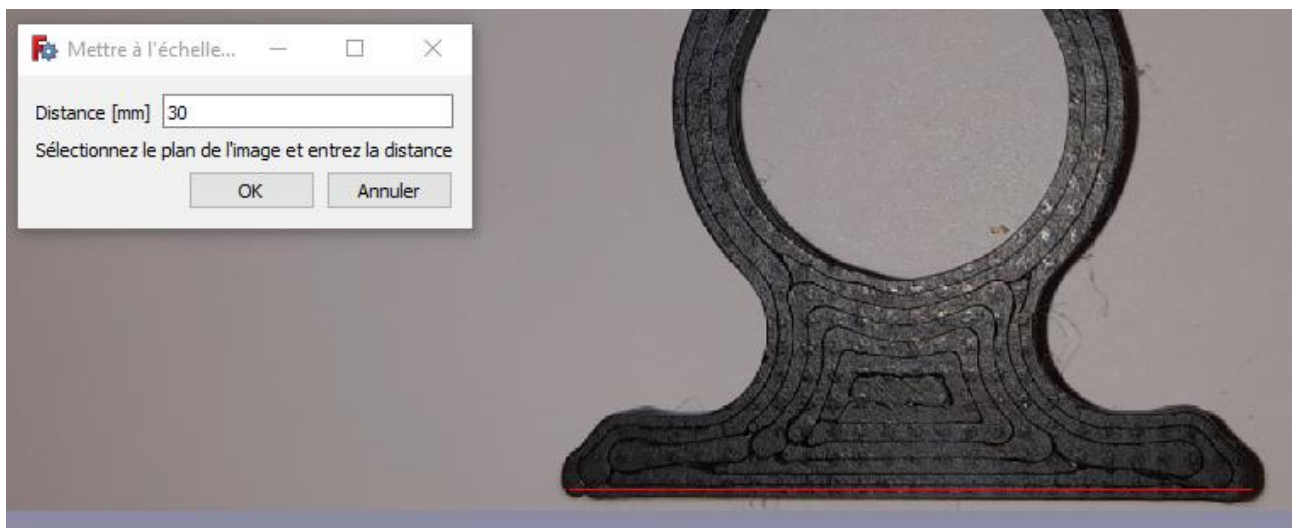 Mettre à l'échelle...
Distance [mm] 30
Sélectionnez le plan de l'image et entrez la distance
OK Annuler